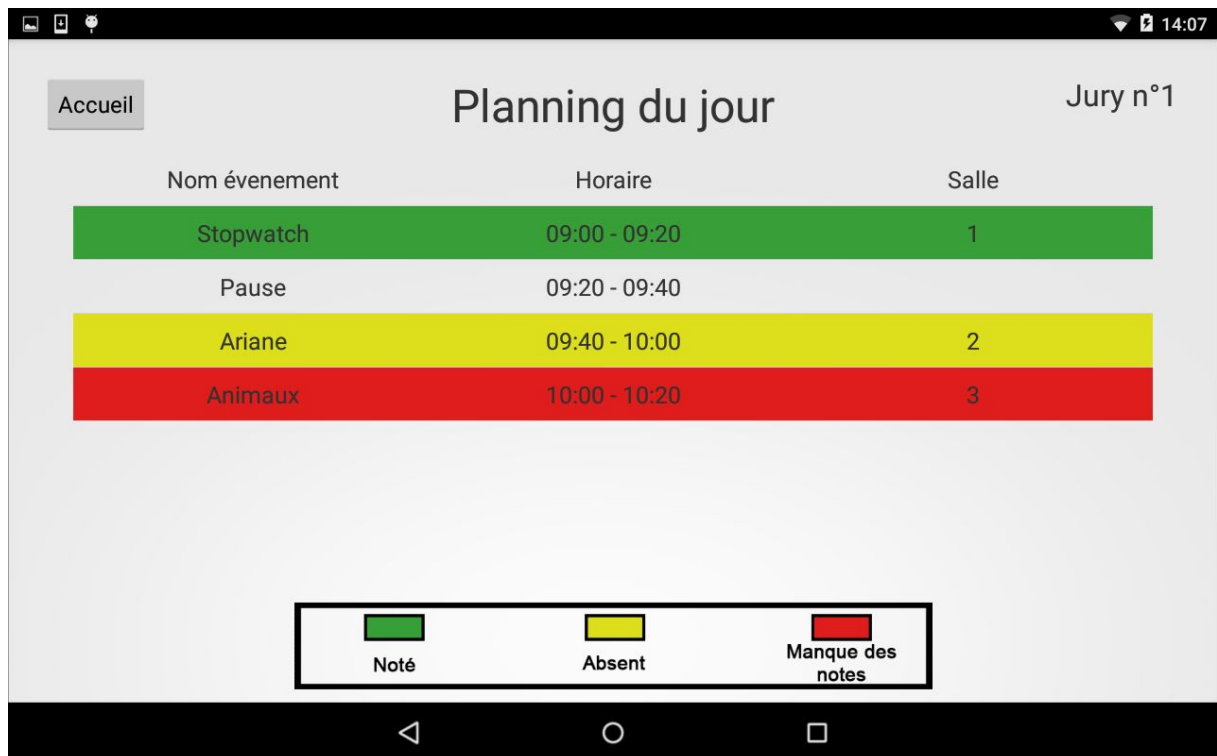 14:07
Accueil
Planning du jour
Jury n°1
Nom évenement Horaire Salle
Stopwatch 09:00 - 09:20 1
Pause 09:20 - 09:40
Ariane 09:40 - 10:00 2
Animaux 10:00 - 10:20 3
Noté
Absent
Manque des
notes